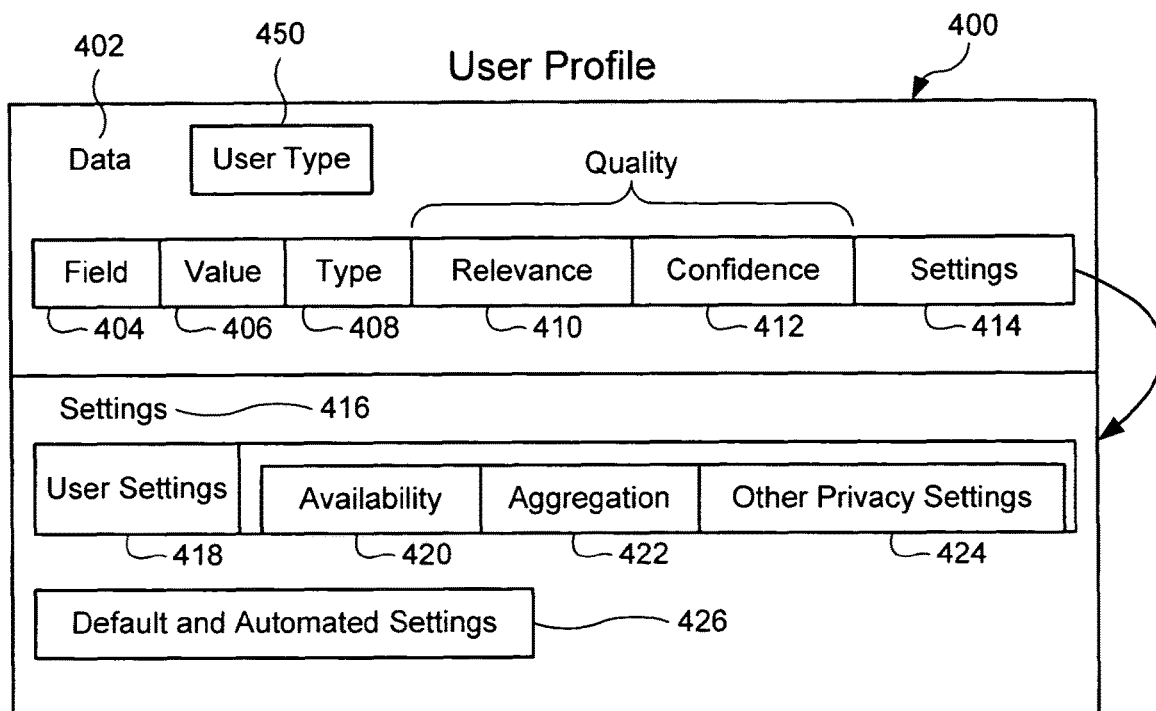 402 450 User Profile 400
Data User Type Quality
Field Value Type Relevance Confidence Settings
404 406 408 410 412 414
Settings 416
User Settings Availability Aggregation Other Privacy Settings
418 420 422 424
Default and Automated Settings 426